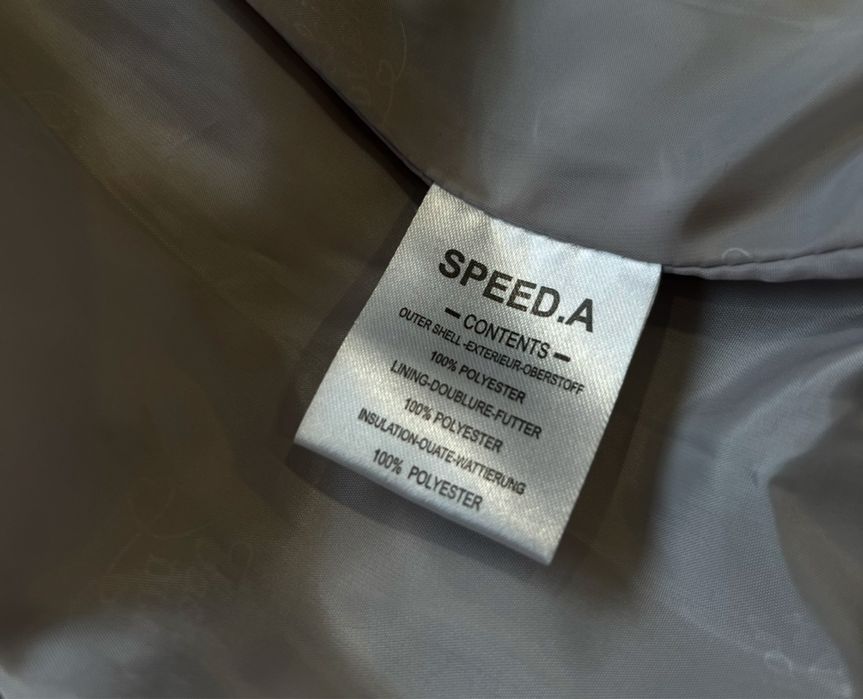 SPEED.A
- CONTENTS -
OUTER SHELL -EXTERIEUR-OBERSTOFF
100% POLYESTER
LINING-DOUBLURE-FUTTER
100% POLYESTER
INSULATION-OUATE-WATTIERUNG
100% POLYESTER